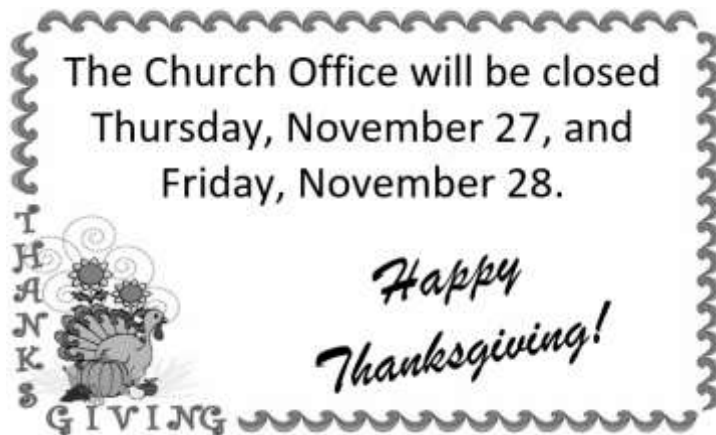 The Church Office will be closed
Thursday, November 27, and
Friday, November 28.
Happy
Thanksgiving!
THANKS
GIVING